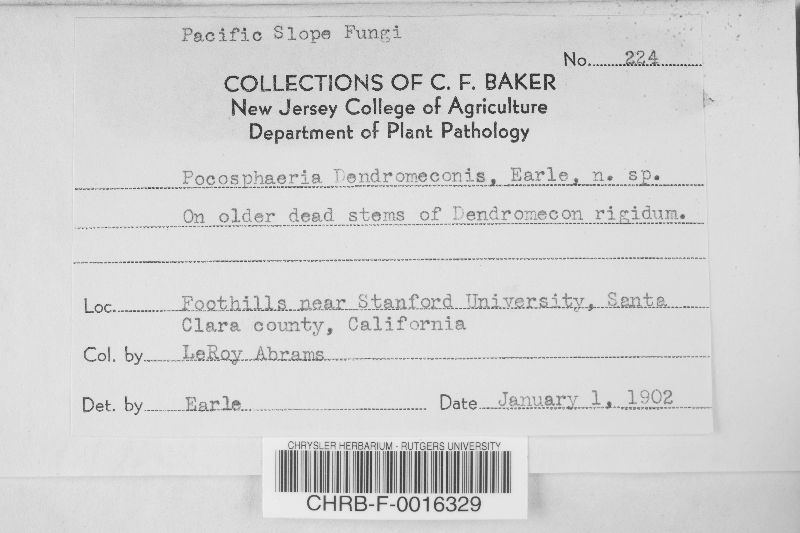 Pacific Slope Fungi
No. 224
COLLECTIONS OF C. F. BAKER
New Jersey College of Agriculture
Department of Plant Pathology
Pocosphaeria Dendromeconis, Earle, n. sp.
On older dead stems of Dendromecon rigidum.
Loc. Foothills near Stanford University, Santa
Clara county, California
Col. by LeRoy Abrams
Det. by Earle Date January 1, 1902
CHRYSLER HERBARIUM - RUTGERS UNIVERSITY
CHRB-F-0016329